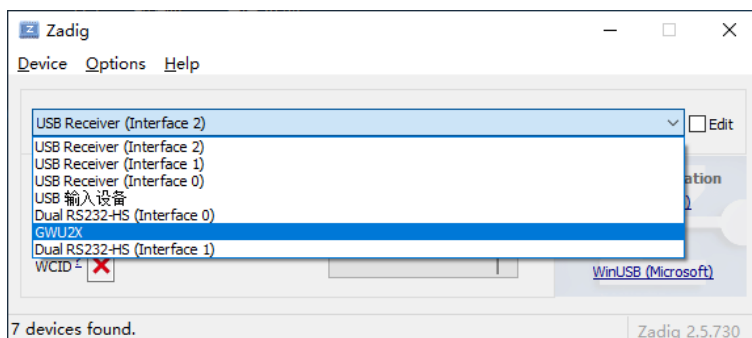 Zadig
Device Options Help
USB Receiver (Interface 2)
Edit
USB Receiver (Interface 2)
USB Receiver (Interface 1)
USB Receiver (Interface 0)
USB 输入设备
Dual RS232-HS (Interface 0)
GWU2X
Dual RS232-HS (Interface 1)
WCID ?
WinUSB (Microsoft)
7 devices found.
Zadig 2.5.730